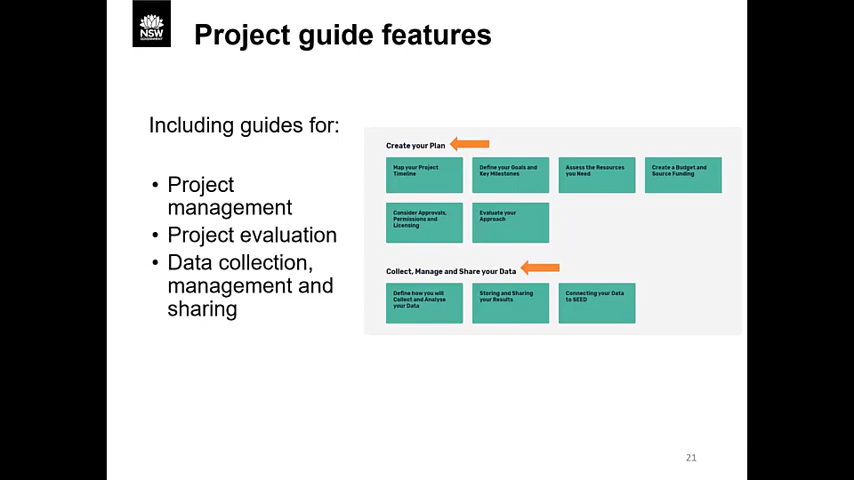 NSW
GOVERNMENT
Project guide features
Including guides for:
• Project
management
• Project evaluation
• Data collection,
management and
sharing
Create your Plan
Map your Project
Timeline
Define your Goals and
Key Milestones
Assess the Resources
you Need
Create a Budget and
Source Funding
Consider Approvals,
Permissions and
Licensing
Evaluate your
Approach
Collect, Manage and Share your Data
Define how you will
Collect and Analyse
your Data
Storing and Sharing
your Results
Connecting your Data
to SEED
21